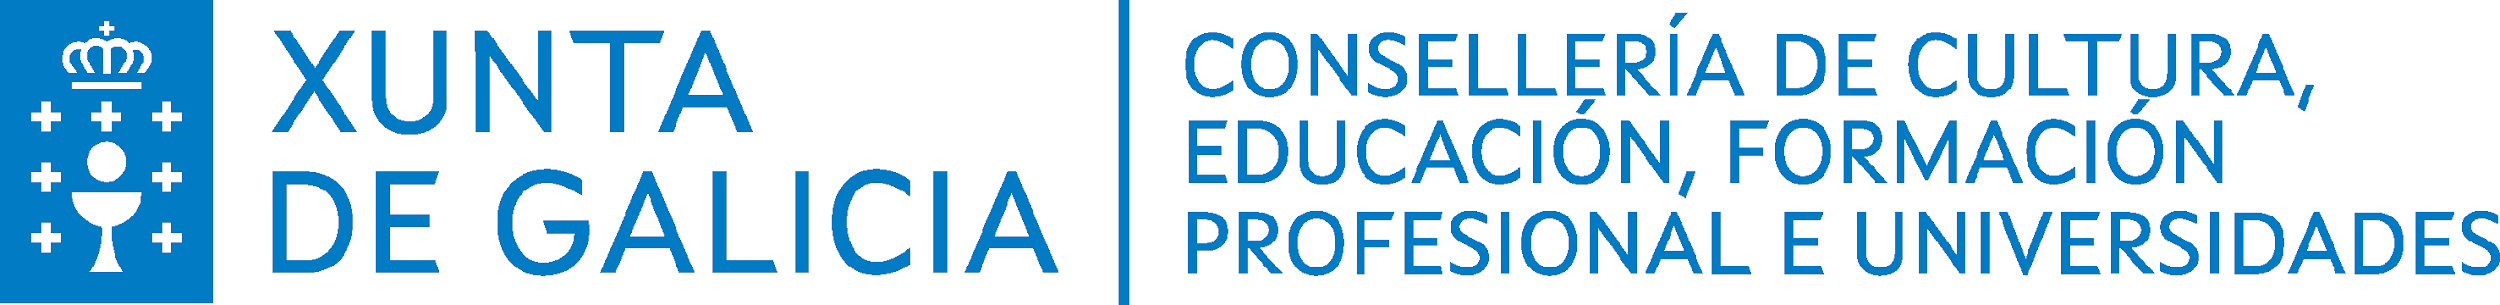 XUNTA
DE GALICIA
CONSELLERÍA DE CULTURA,
EDUCACIÓN, FORMACIÓN
PROFESIONAL E UNIVERSIDADES